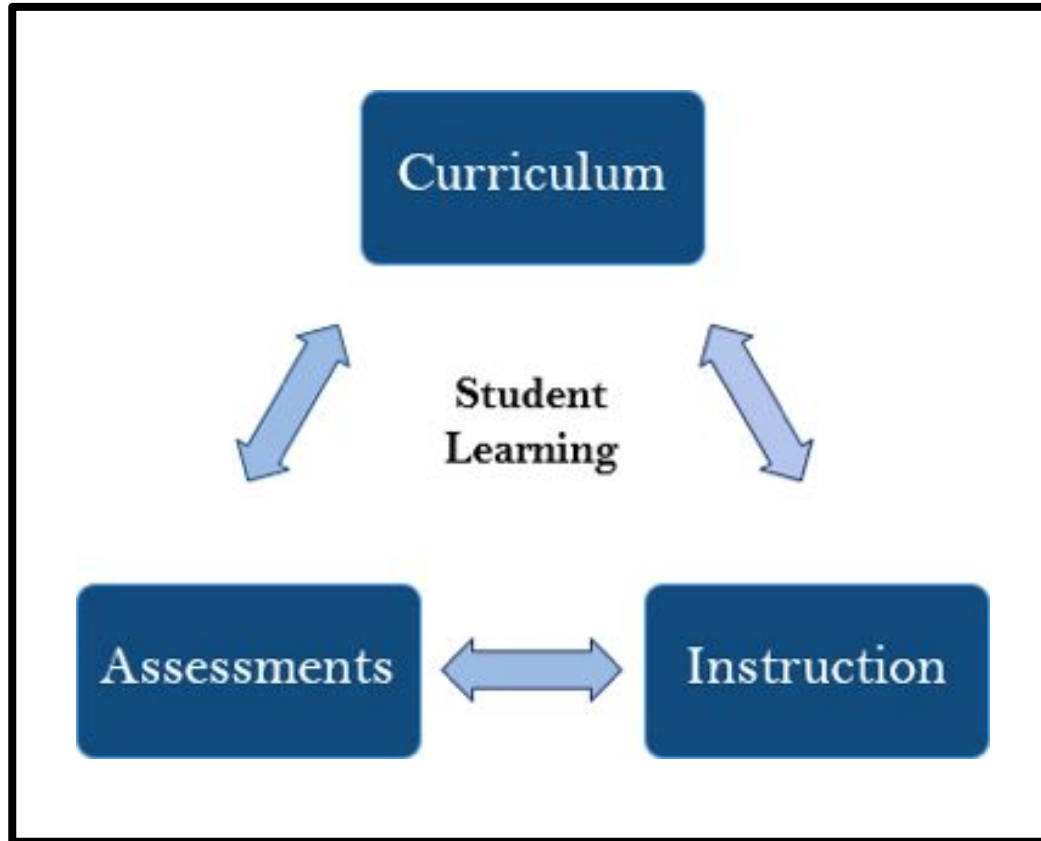 Curriculum
Student
Learning
Assessments
Instruction